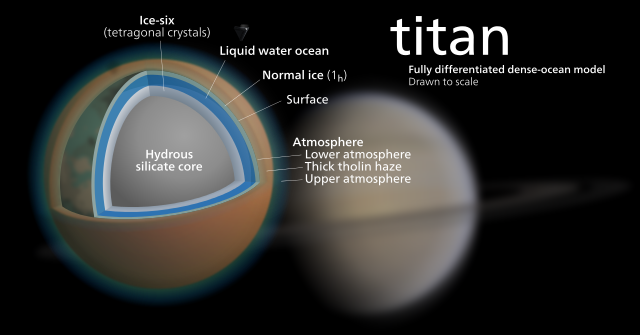 titan
Fully differentiated dense-ocean model
Drawn to scale
Ice-six
(tetragonal crystals)
Liquid water ocean
Normal ice (1h)
Surface
Atmosphere
Lower atmosphere
Thick tholin haze
Upper atmosphere
Hydrous
silicate core